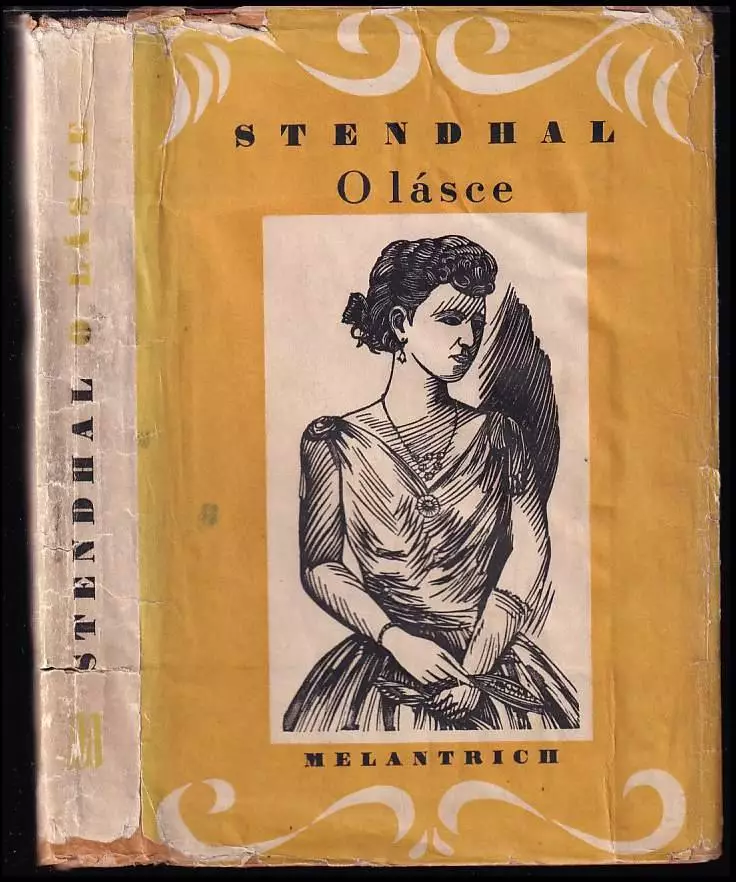 STENDHAL
O lásce
MELANTRICH
STENDHAL O LÁSCE
M